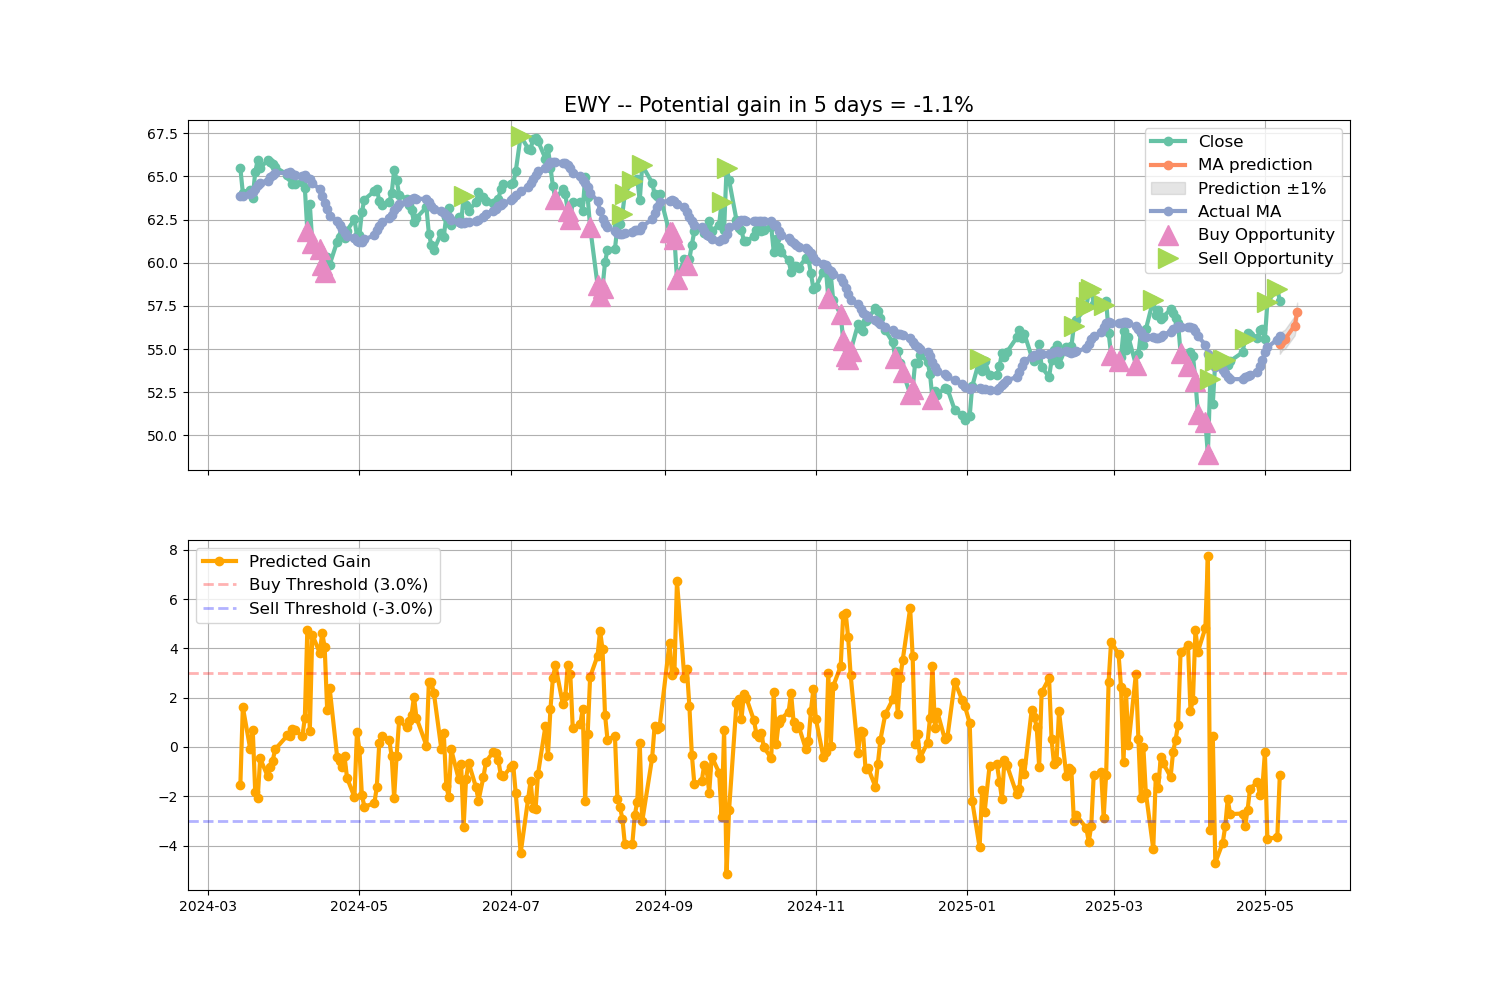 EWY -- Potential gain in 5 days = -1.1%
67.5
65.0
62.5
60.0
57.5
55.0
52.5
50.0
Close
MA prediction
Prediction ±1%
Actual MA
Buy Opportunity
Sell Opportunity
8
6
4
2
0
−2
−4
Predicted Gain
Buy Threshold (3.0%)
Sell Threshold (-3.0%)
2024-03 2024-05 2024-07 2024-09 2024-11 2025-01 2025-03 2025-05